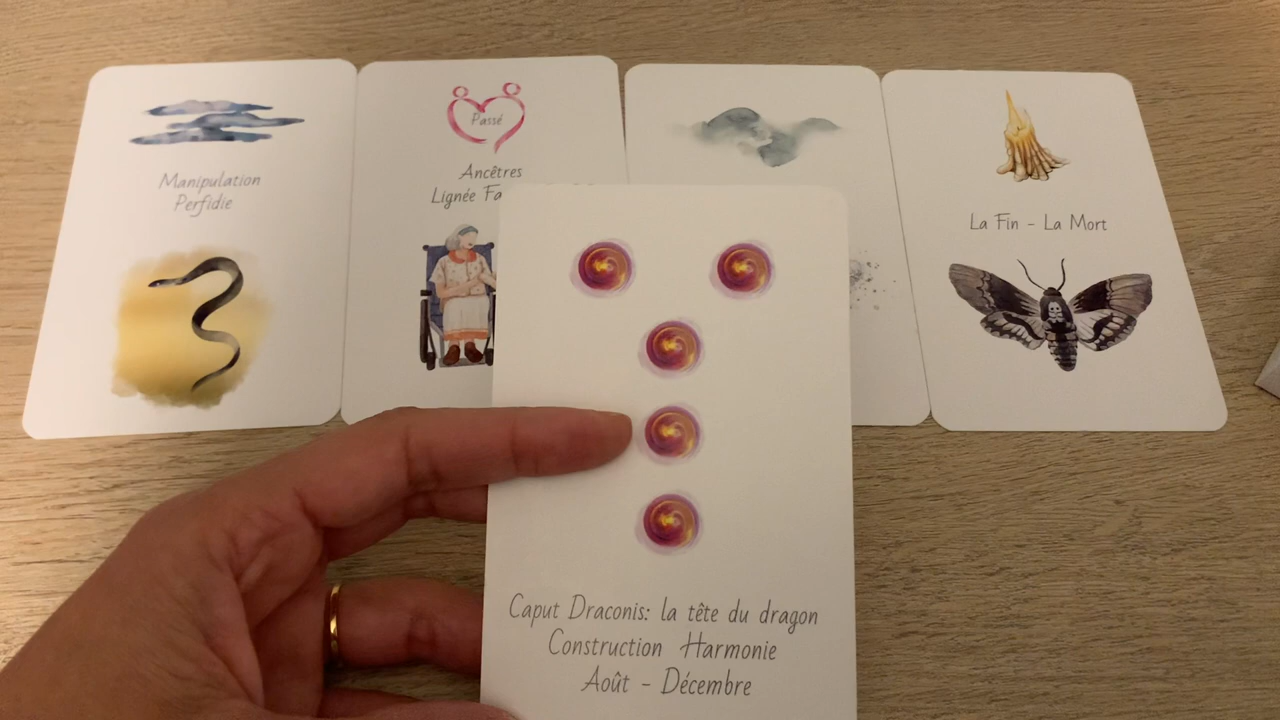 Manipulation
Perfidie
Passé
Ancêtres
Lignée
La Fin - La Mort
Caput Draconis: la tête du dragon
Construction Harmonie
Août - Décembre